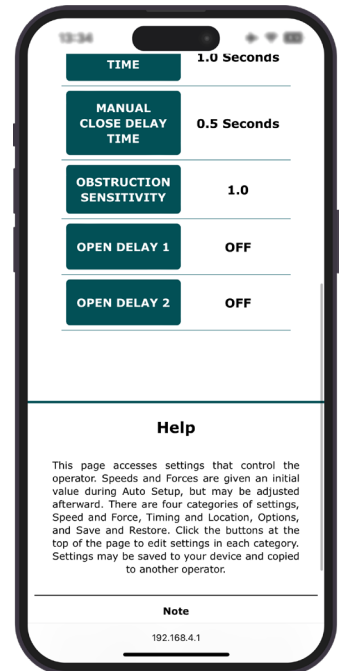 13:34
TIME
1.0 Seconds
MANUAL
CLOSE DELAY
TIME
0.5 Seconds
OBSTRUCTION
SENSITIVITY
1.0
OPEN DELAY 1
OFF
OPEN DELAY 2
OFF
Help
This page accesses settings that control the
operator. Speeds and Forces are given an initial
value during Auto Setup, but may be adjusted
afterward. There are four categories of settings,
Speed and Force, Timing and Location, Options,
and Save and Restore. Click the buttons at the
top of the page to edit settings in each category.
Settings may be saved to your device and copied
to another operator.
Note
192.168.4.1